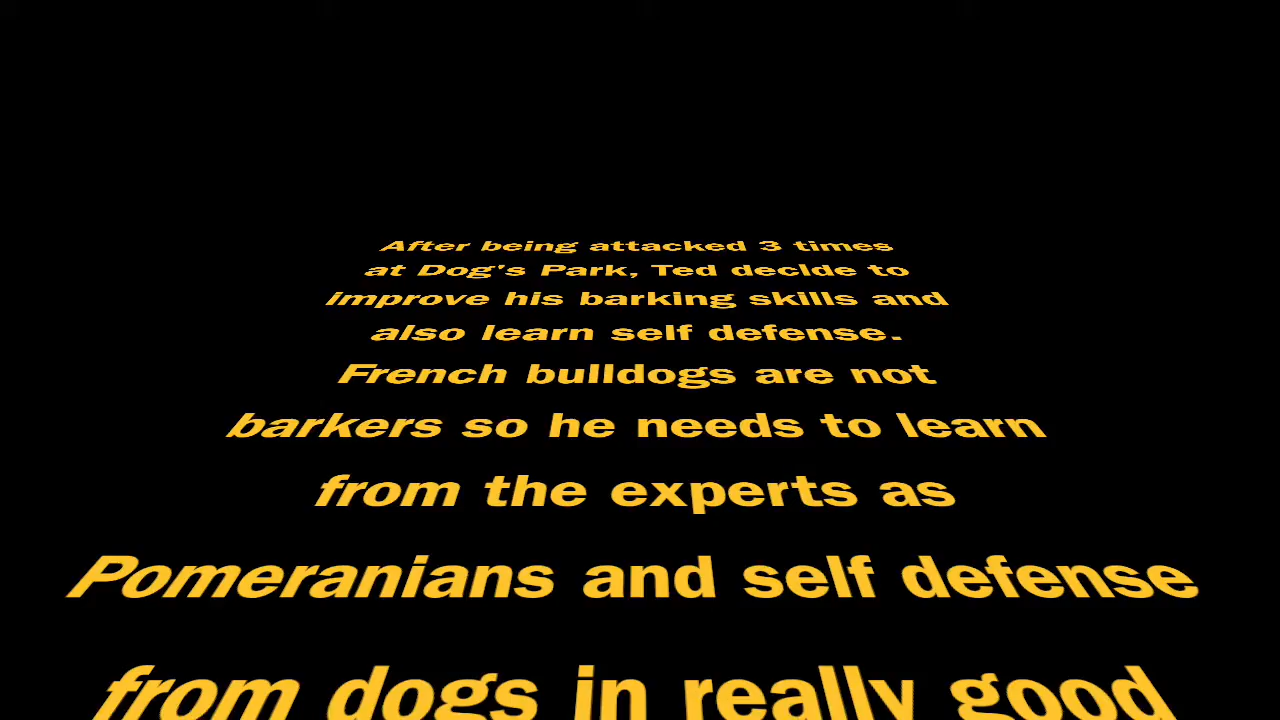 After being attacked 3 times
at Dog's Park, Ted decide to
improve his barking skills and
also learn self defense.
French bulldogs are not
barkers so he needs to learn
from the experts as
Pomeranians and self defense
from dogs in really good